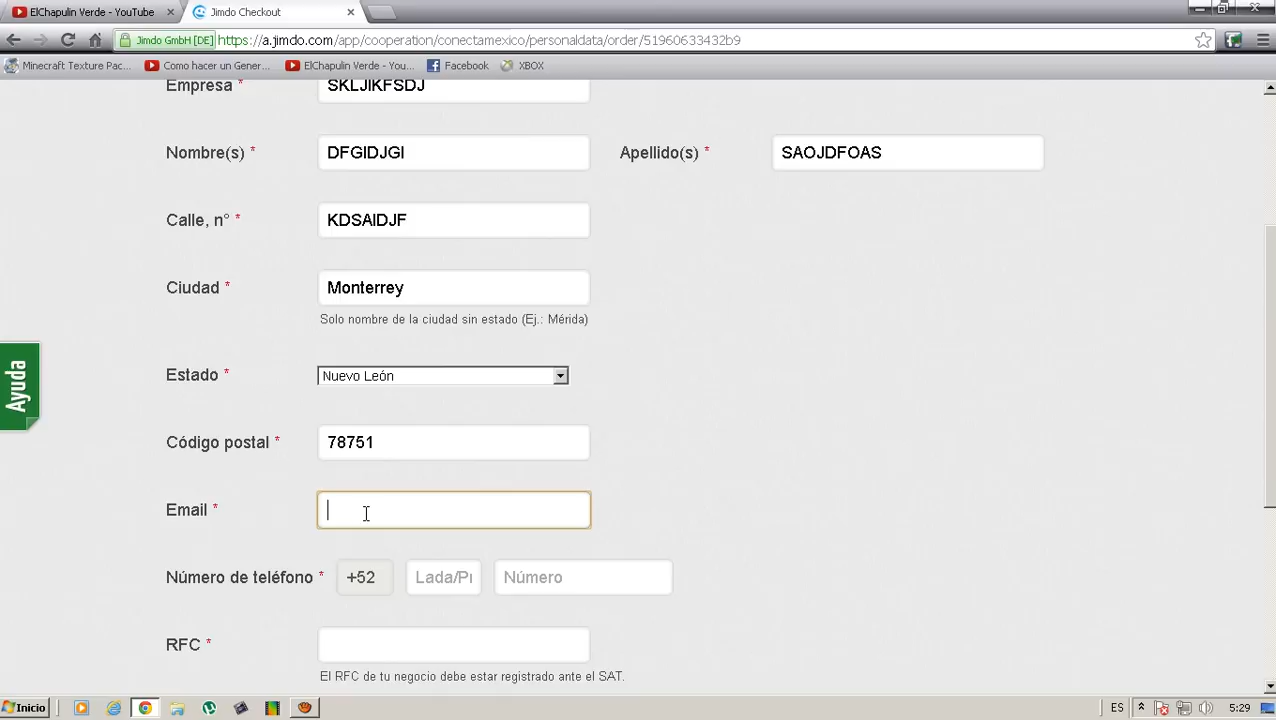 ElChapulin Verde - YouTube
Jimdo Checkout
Jimdo GmbH [DE] https://a.jimdo.com/app/cooperation/conectamexico/personaldata/order/51960633432b9
Minecraft Texture Pac... Como hacer un Gener... ElChapulin Verde - You... Facebook XBOX
Empresa * SKLJIKFSDJ
Nombre(s) * DFGIDJGI Apellido(s) * SAOJDFOAS
Calle, n° * KDSAIDJF
Ciudad * Monterrey
Solo nombre de la ciudad sin estado (Ej.: Mérida)
Ayuda
Estado * Nuevo León
Código postal * 78751
Email *
Número de teléfono * +52 Lada/Pr Número
RFC *
El RFC de tu negocio debe estar registrado ante el SAT.
Inicio ES 5:29